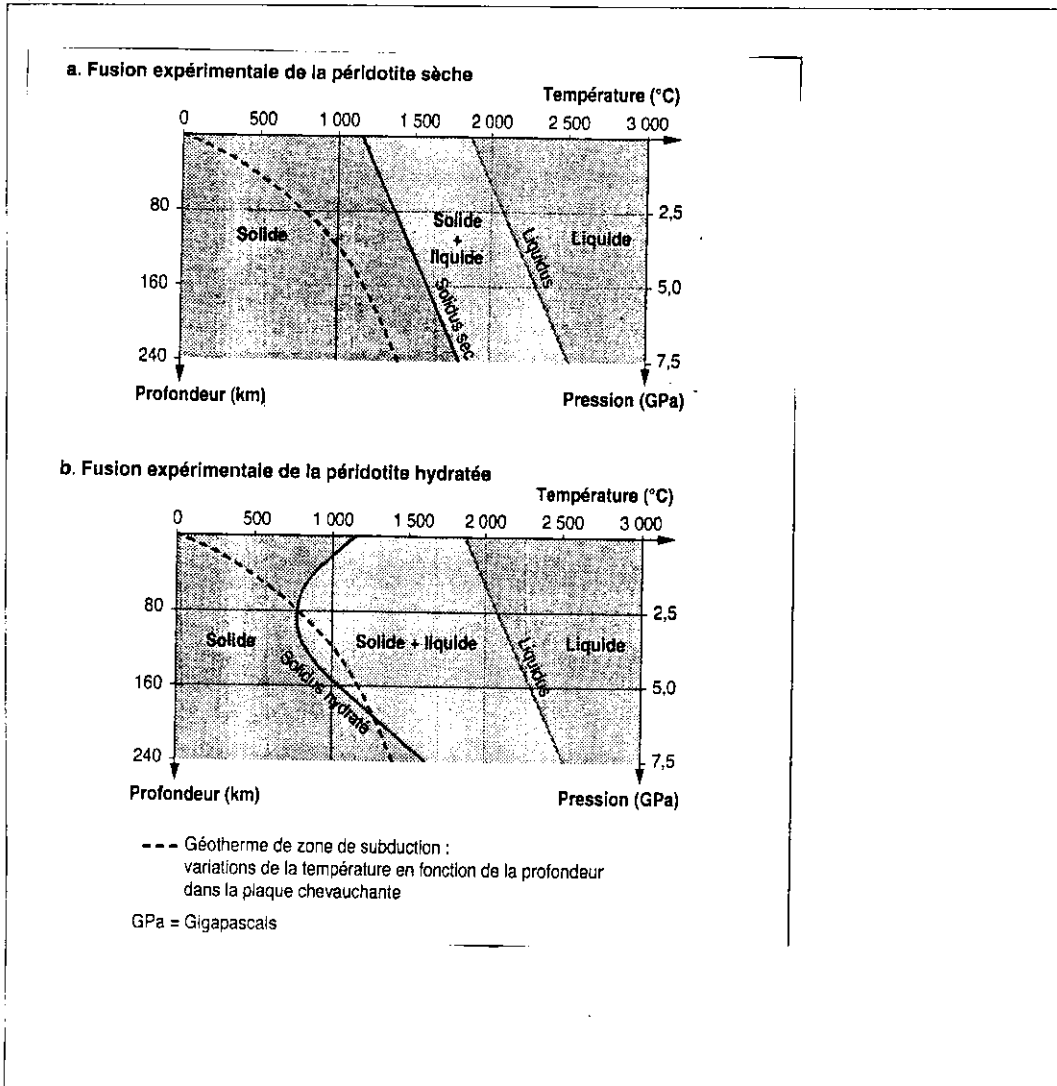 a. Fusion expérimentale de la péridotite sèche
Température (°C)
0 500 1 000 1 500 2 000 2 500 3 000
80
160
240
2,5
5,0
7,5
Solide
Solide
+
liquide
Liquide
Solidus sec
Liquidus
Profondeur (km)
Pression (GPa)
b. Fusion expérimentale de la péridotite hydratée
Température (°C)
0 500 1 000 1 500 2 000 2 500 3 000
80
160
240
2,5
5,0
7,5
Solide
Solide + liquide
Liquide
Solidus hydraté
Liquidus
Profondeur (km)
Pression (GPa)
Géotherme de zone de subduction :
variations de la température en fonction de la profondeur
dans la plaque chevauchante
GPa = Gigapascals